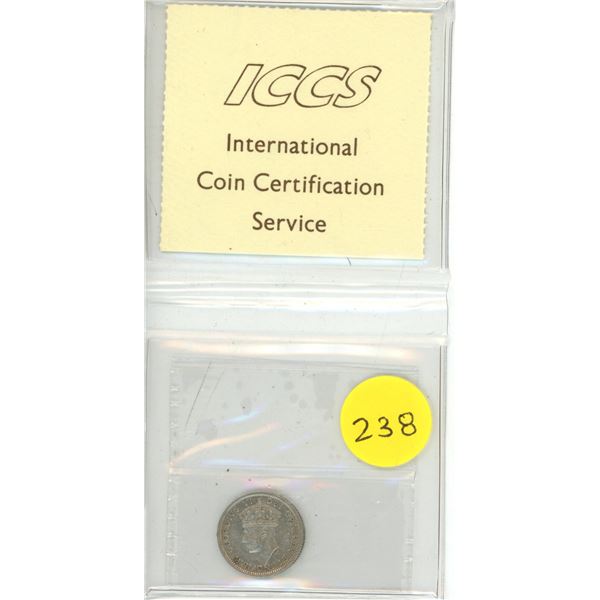 ICCS
International
Coin Certification
Service
238